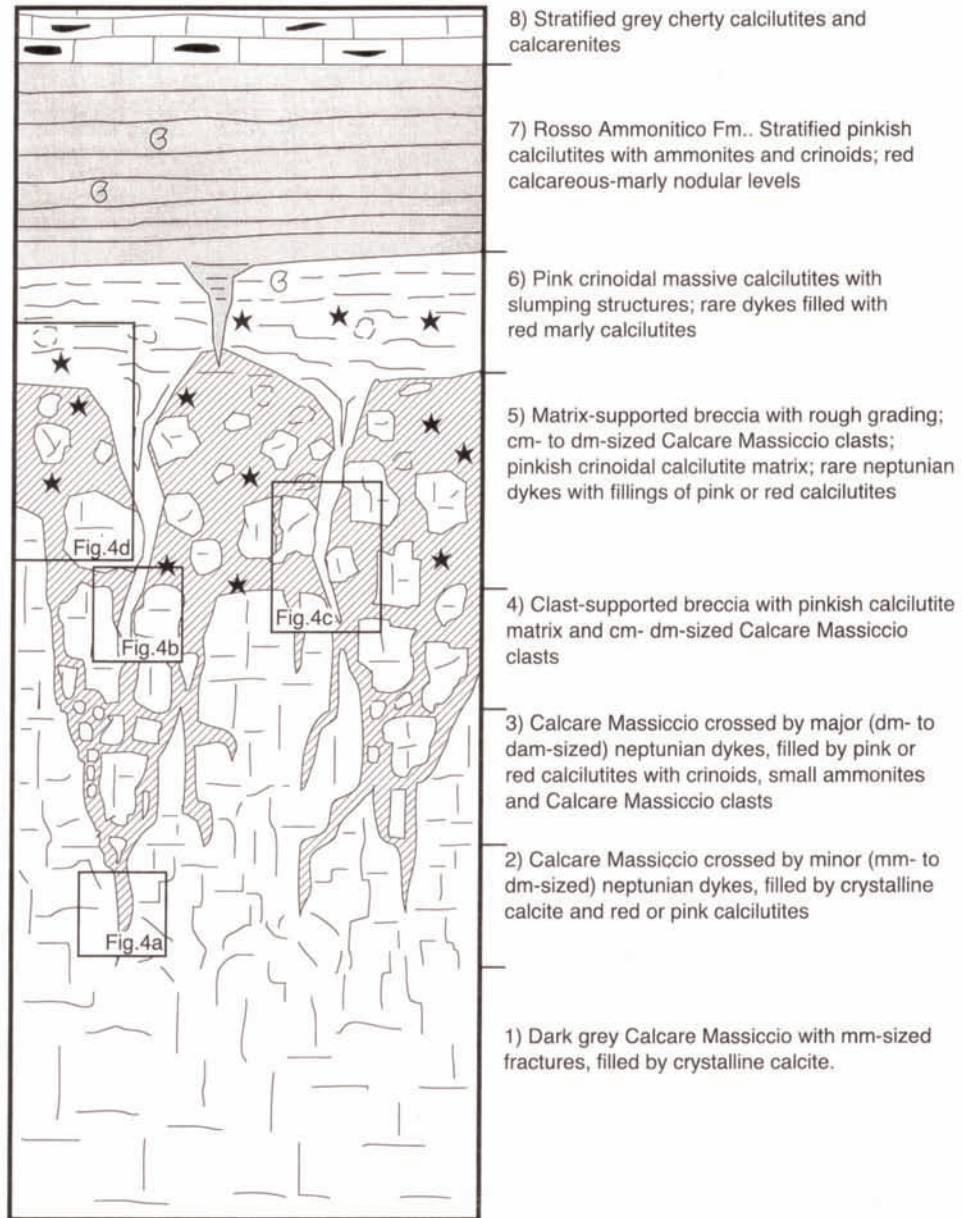 8) Stratified grey cherty calcilutites and
calcarenites
7) Rosso Ammonitico Fm.. Stratified pinkish
calcilutites with ammonites and crinoids; red
calcareous-marly nodular levels
6) Pink crinoidal massive calcilutites with
slumping structures; rare dykes filled with
red marly calcilutites
5) Matrix-supported breccia with rough grading;
cm- to dm-sized Calcare Massiccio clasts;
pinkish crinoidal calcilutite matrix; rare neptunian
dykes with fillings of pink or red calcilutites
Fig.4d
4) Clast-supported breccia with pinkish calcilutite
matrix and cm- dm-sized Calcare Massiccio
clasts
Fig.4c
Fig.4b
3) Calcare Massiccio crossed by major (dm- to
dam-sized) neptunian dykes, filled by pink or
red calcilutites with crinoids, small ammonites
and Calcare Massiccio clasts
2) Calcare Massiccio crossed by minor (mm- to
dm-sized) neptunian dykes, filled by crystalline
calcite and red or pink calcilutites
Fig.4a
1) Dark grey Calcare Massiccio with mm-sized
fractures, filled by crystalline calcite.